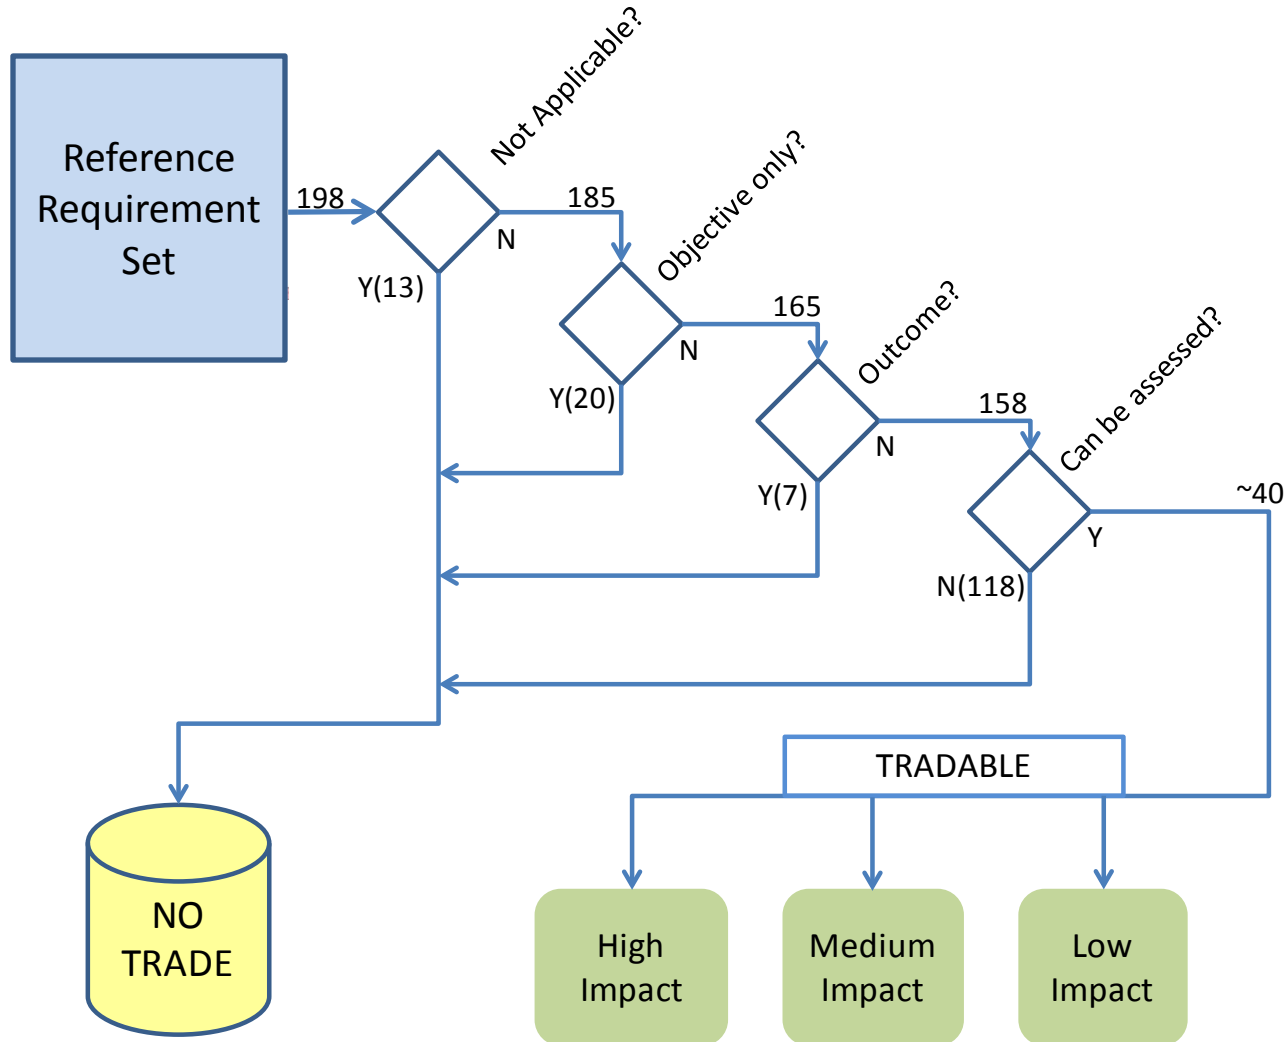 Reference
Requirement
Set
198
Not Applicable?
185
N
Y(13)
Objective only?
165
N
Y(20)
Outcome?
158
N
Y(7)
Can be assessed?
~40
Y
N(118)
TRADABLE
NO
TRADE
High
Impact
Medium
Impact
Low
Impact